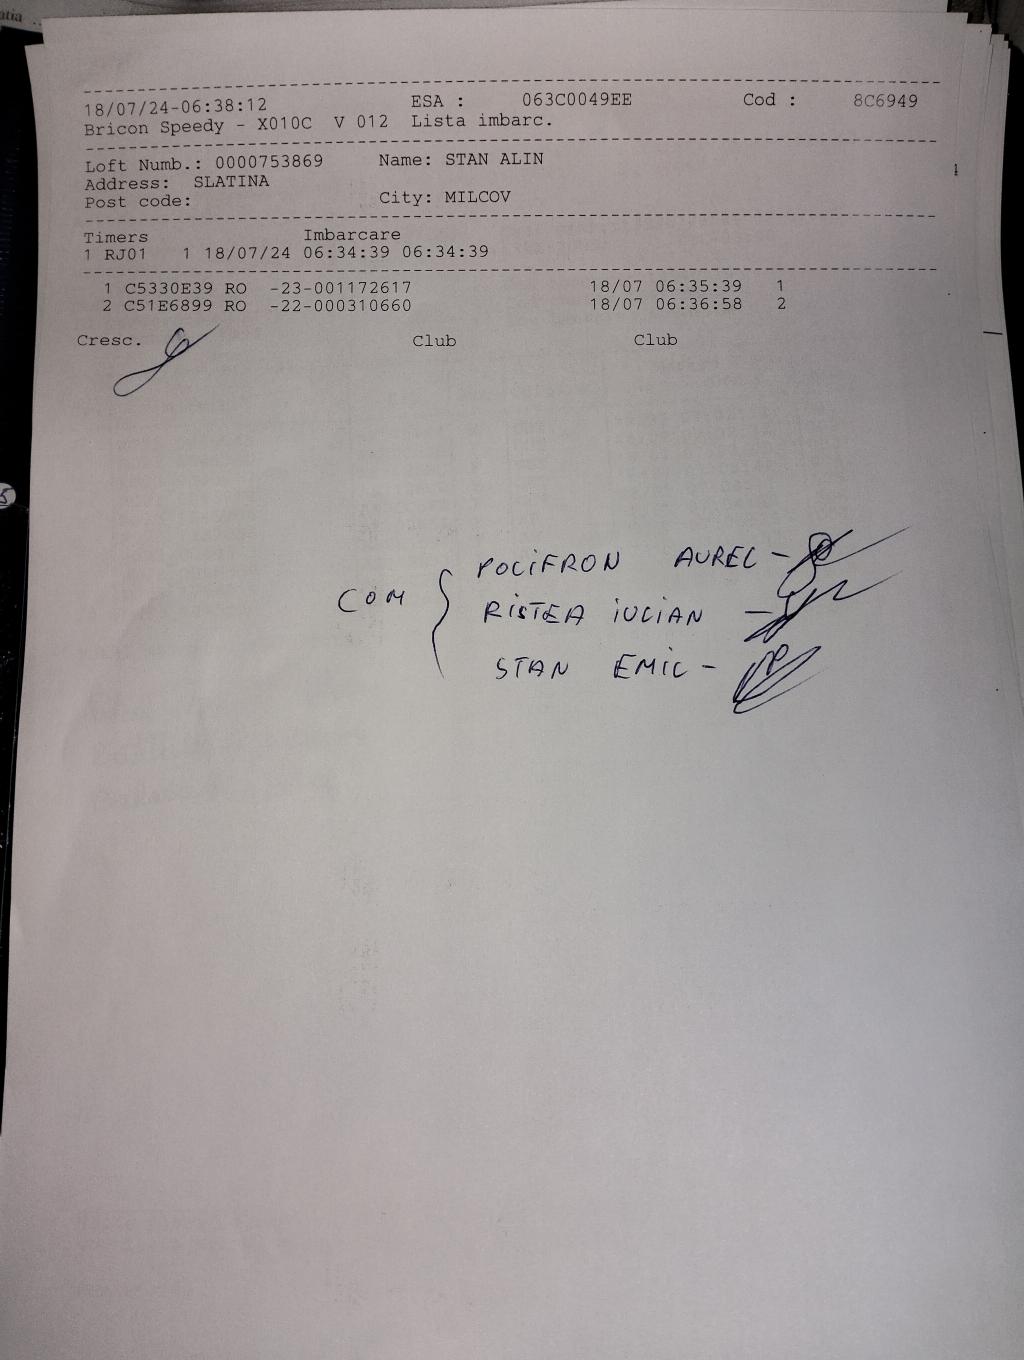 atia ..
--------------------------------------------------------------------------------
18/07/24-06:38:12 ESA : 063C0049EE Cod : 8C6949
Bricon Speedy - X010C V 012 Lista imbarc.
--------------------------------------------------------------------------------
Loft Numb.: 0000753869 Name: STAN ALIN
Address: SLATINA
Post code: City: MILCOV
--------------------------------------------------------------------------------
Timers Imbarcare
1 RJ01 1 18/07/24 06:34:39 06:34:39
--------------------------------------------------------------------------------
1 C5330E39 RO -23-001172617 18/07 06:35:39 1
2 C51E6899 RO -22-000310660 18/07 06:36:58 2
Cresc. Club Club
5
POLIFRON AUREL -
COM { RISTEA IULIAN -
STAN EMIL -